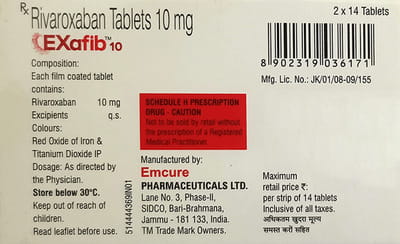 Rx Rivaroxaban Tablets 10 mg
2 x 14 Tablets
EXafib™ 10
Composition:
Each film coated tablet
contains:
Rivaroxaban 10 mg
Excipients q.s.
Colours:
Red Oxide of Iron &
Titanium Dioxide IP
Dosage: As directed by
the Physician.
Store below 30°C.
Keep out of reach of
children.
Read leaflet before use.
514444369IN01
SCHEDULE H PRESCRIPTION
DRUG - CAUTION
Not to be sold by retail without
the prescription of a Registered
Medical Practitioner
Manufactured by:
Emcure
PHARMACEUTICALS LTD.
Lane No. 3, Phase-II,
SIDCO, Bari-Brahmana,
Jammu - 181 133, India.
TM Trade Mark Owners.
8 902319 036171
Mfg. Lic. No.: JK/01/08-09/155
Maximum
retail price ₹:
per strip of 14 tablets
Inclusive of all taxes.
अधिकतम खुदरा मूल्य
समस्त करों सहित